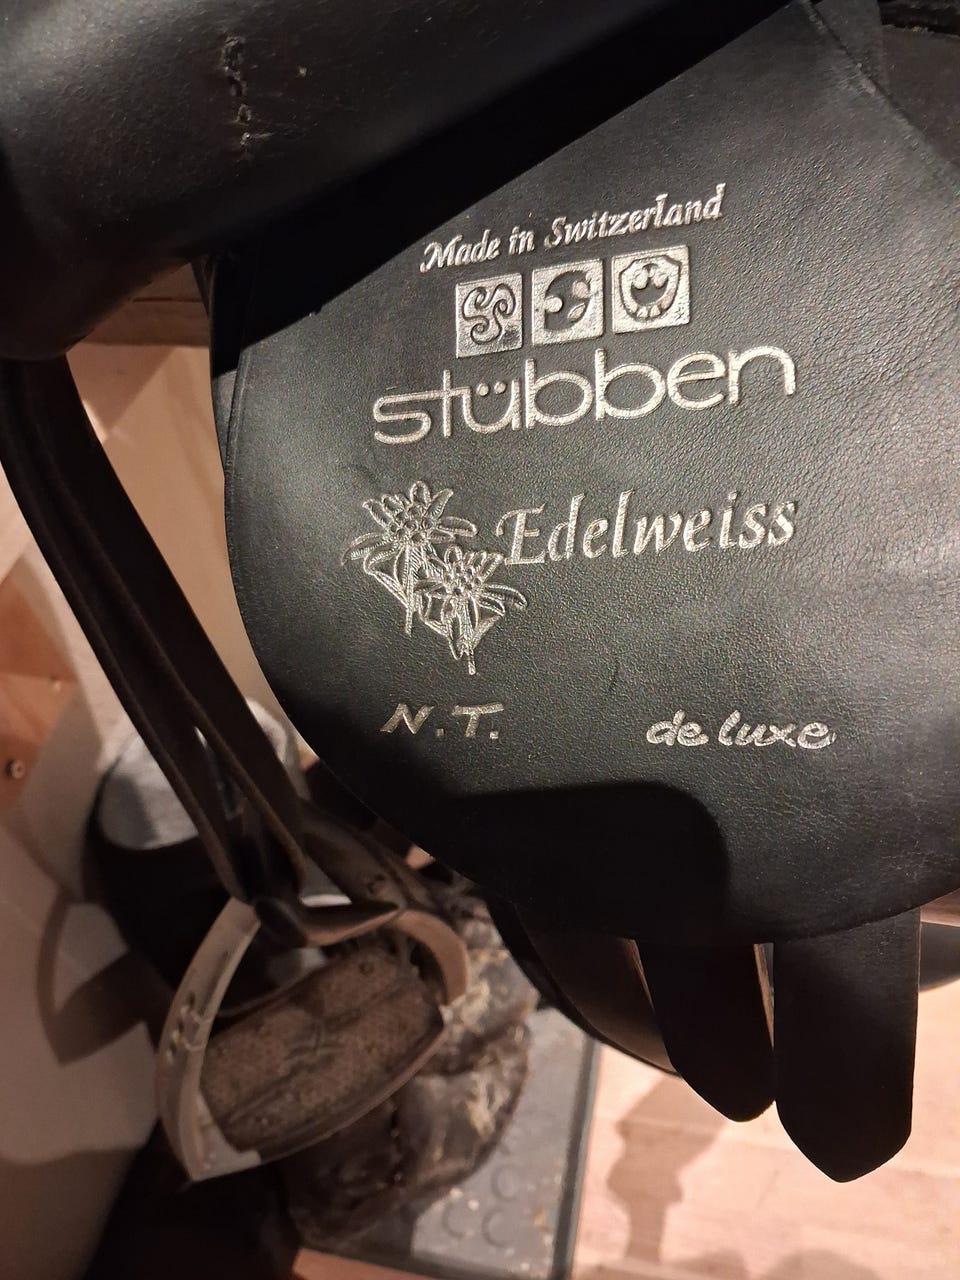 Made in Switzerland
stübben
Edelweiss
N.T. de luxe